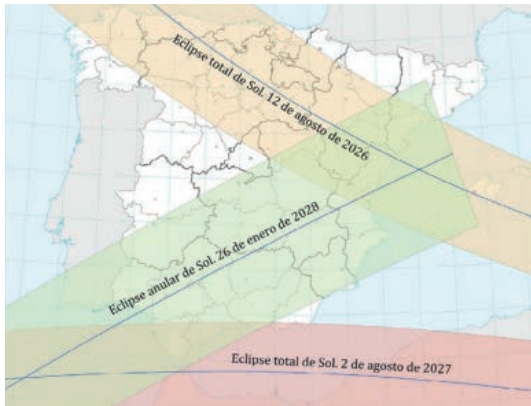 Eclipse total de Sol. 12 de agosto de 2026
Eclipse anular de Sol. 26 de enero de 2028
Eclipse total de Sol. 2 de agosto de 2027